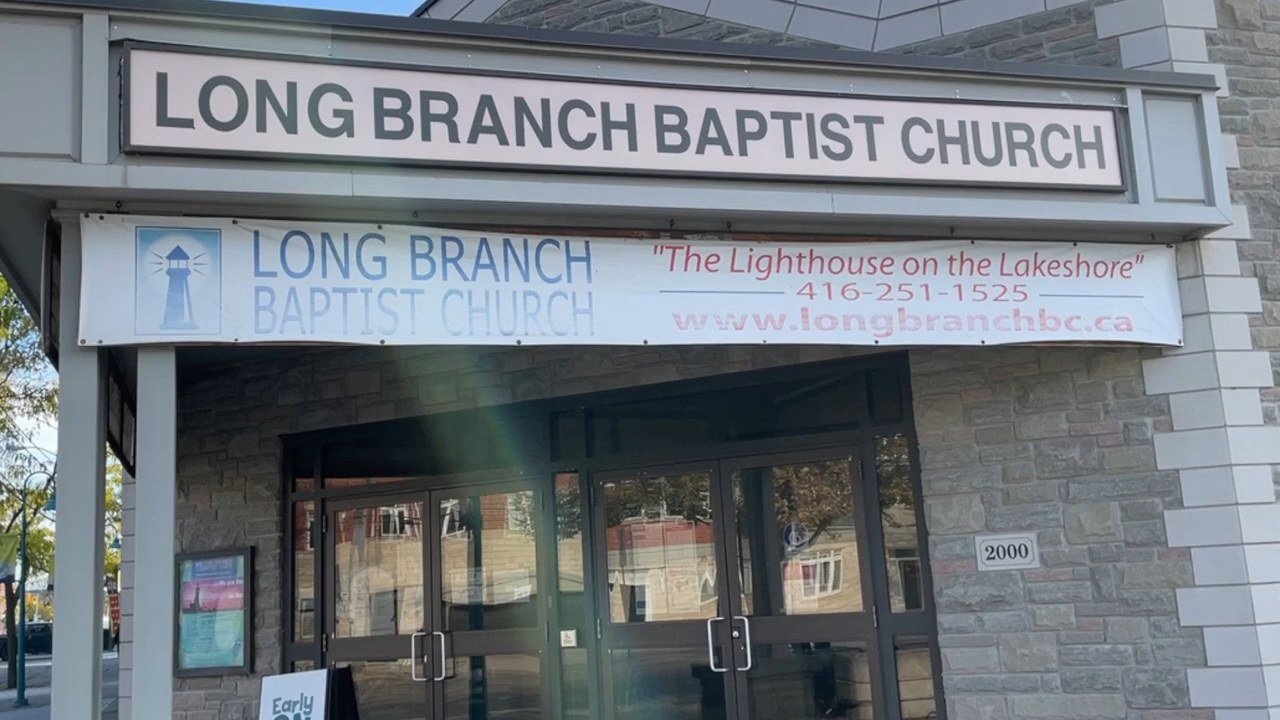 LONG BRANCH BAPTIST CHURCH
LONG BRANCH
BAPTIST CHURCH
"The Lighthouse on the Lakeshore"
416-251-1525
www.longbranchbc.ca
2000
Early
ON